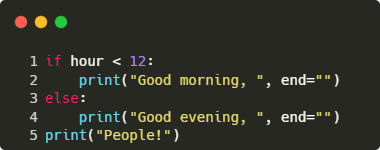 1 if hour < 12:
2     print("Good morning, ", end="")
3 else:
4     print("Good evening, ", end="")
5 print("People!")